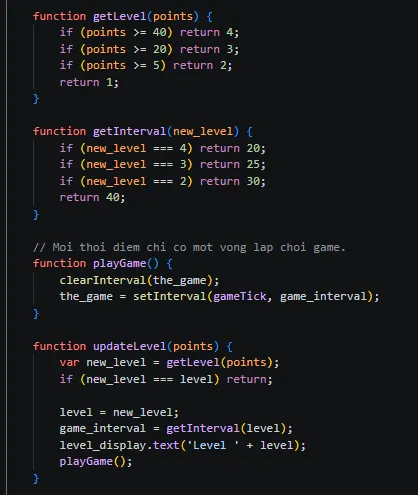 function getLevel(points) {
    if (points >= 40) return 4;
    if (points >= 20) return 3;
    if (points >= 5) return 2;
    return 1;
}

function getInterval(new_level) {
    if (new_level === 4) return 20;
    if (new_level === 3) return 25;
    if (new_level === 2) return 30;
    return 40;
}

// Moi thoi diem chi co mot vong lap choi game.
function playGame() {
    clearInterval(the_game);
    the_game = setInterval(gameTick, game_interval);
}

function updateLevel(points) {
    var new_level = getLevel(points);
    if (new_level === level) return;

    level = new_level;
    game_interval = getInterval(level);
    level_display.text('Level ' + level);
    playGame();
}